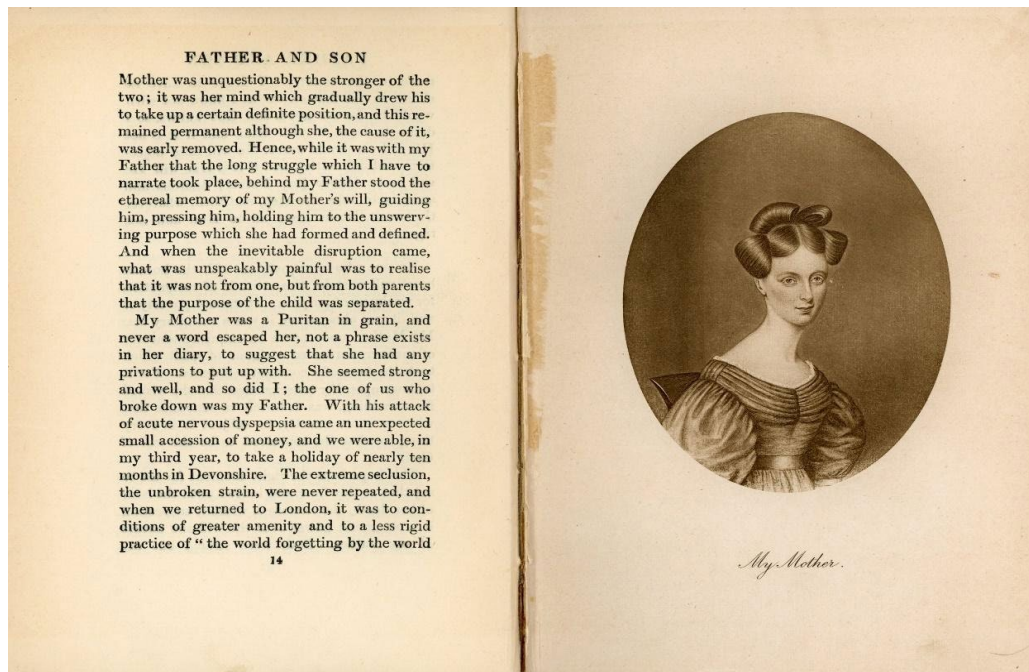 FATHER AND SON
Mother was unquestionably the stronger of the
two ; it was her mind which gradually drew his
to take up a certain definite position, and this re-
mained permanent although she, the cause of it,
was early removed. Hence, while it was with my
Father that the long struggle which I have to
narrate took place, behind my Father stood the
ethereal memory of my Mother's will, guiding
him, pressing him, holding him to the unswerv-
ing purpose which she had formed and defined.
And when the inevitable disruption came,
what was unspeakably painful was to realise
that it was not from one, but from both parents
that the purpose of the child was separated.
My Mother was a Puritan in grain, and
never a word escaped her, not a phrase exists
in her diary, to suggest that she had any
privations to put up with. She seemed strong
and well, and so did I ; the one of us who
broke down was my Father. With his attack
of acute nervous dyspepsia came an unexpected
small accession of money, and we were able, in
my third year, to take a holiday of nearly ten
months in Devonshire. The extreme seclusion,
the unbroken strain, were never repeated, and
when we returned to London, it was to con-
ditions of greater amenity and to a less rigid
practice of " the world forgetting by the world
14
My Mother.